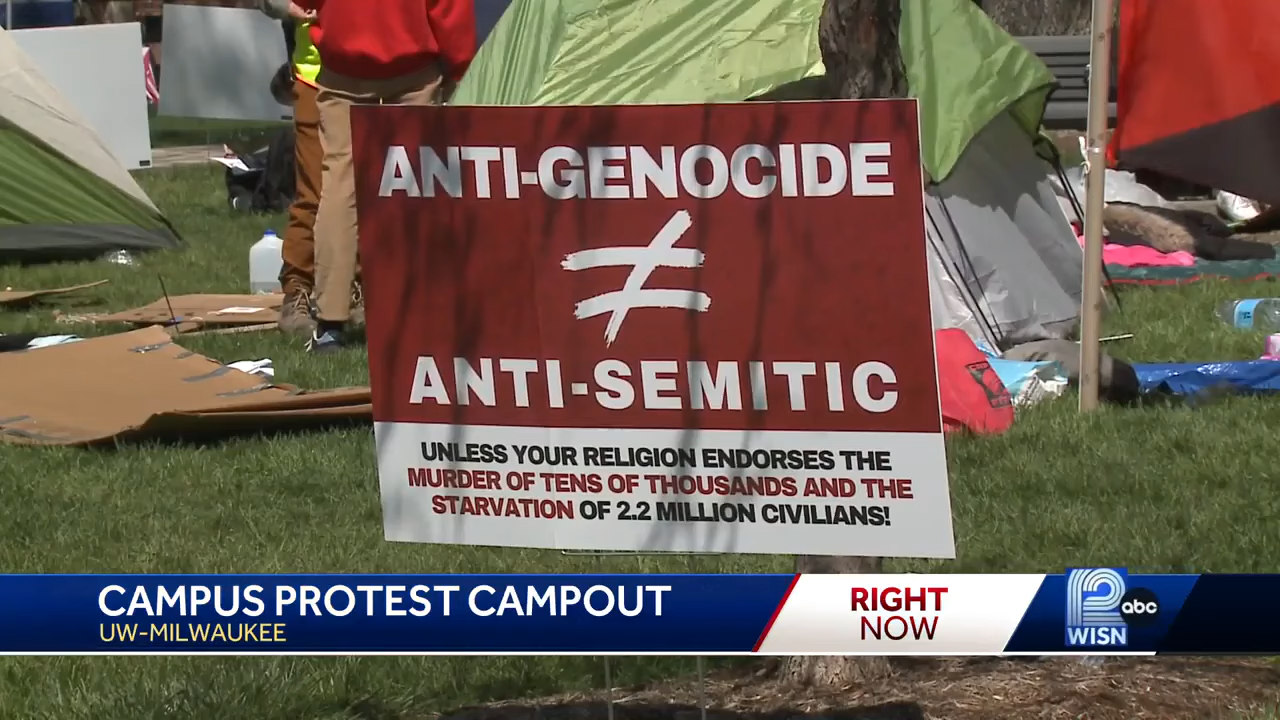 ANTI-GENOCIDE
≠
ANTI-SEMITIC
UNLESS YOUR RELIGION ENDORSES THE
MURDER OF TENS OF THOUSANDS AND THE
STARVATION OF 2.2 MILLION CIVILIANS!
CAMPUS PROTEST CAMPOUT
UW-MILWAUKEE
RIGHT
NOW
12
abc
WISN